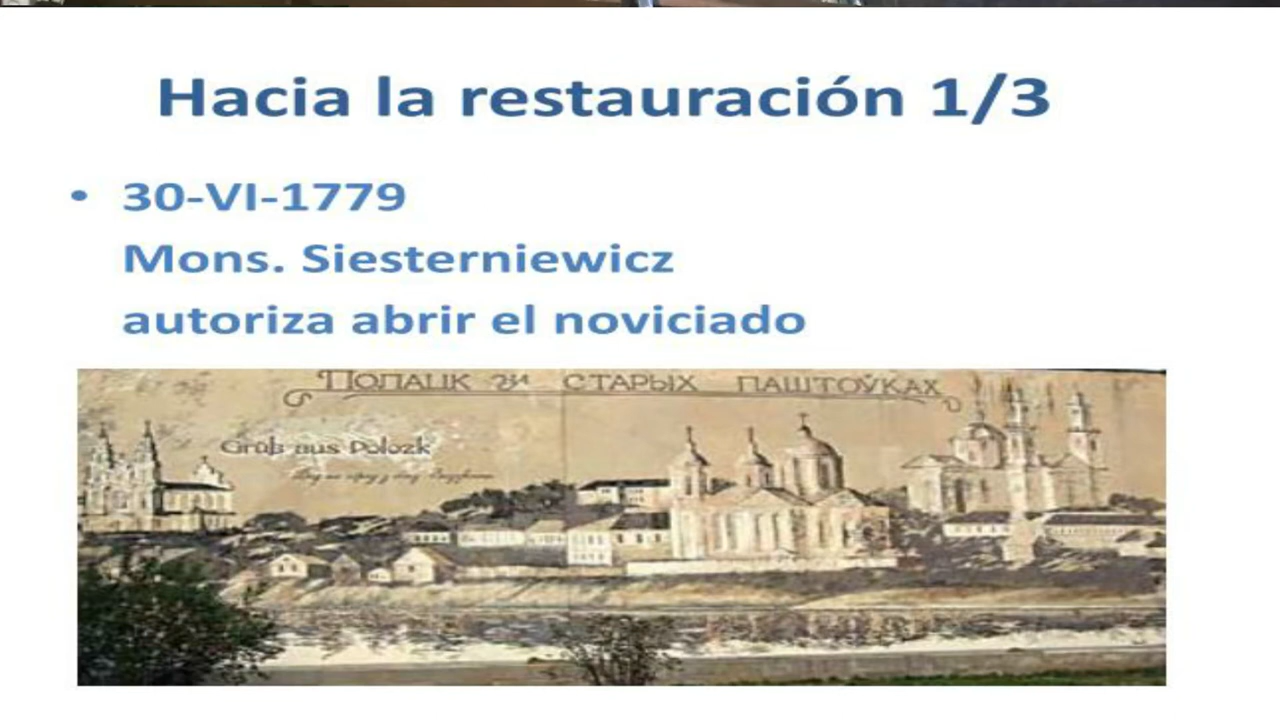 Hacia la restauración 1/3
• 30-VI-1779
Mons. Siesterniewicz
autoriza abrir el noviciado
ПОЛАЦК на СТАРЫХ ПАШТОЎКАХ
Gruß aus Polozk